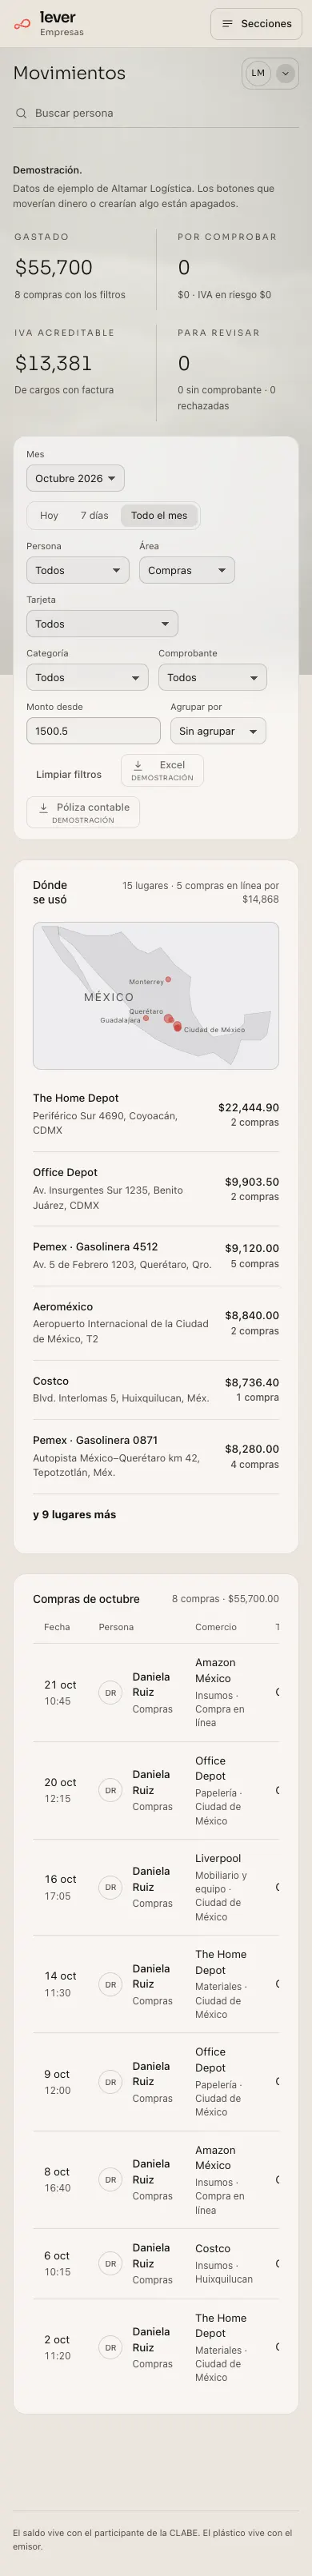 lever
Empresas
Secciones
Movimientos
LM
Buscar persona
Demostración.
Datos de ejemplo de Altamar Logística. Los botones que
moverían dinero o crearían algo están apagados.
GASTADO
$55,700
8 compras con los filtros
POR COMPROBAR
0
$0 · IVA en riesgo $0
IVA ACREDITABLE
$13,381
De cargos con factura
PARA REVISAR
0
0 sin comprobante · 0
rechazadas
Mes
Octubre 2026
Hoy
7 días
Todo el mes
Persona
Todos
Área
Compras
Tarjeta
Todos
Categoría
Todos
Comprobante
Todos
Monto desde
1500.5
Agrupar por
Sin agrupar
Limpiar filtros
Excel
DEMOSTRACIÓN
Póliza contable
DEMOSTRACIÓN
Dónde
se usó
15 lugares · 5 compras en línea por
$14,868
Monterrey
MÉXICO
Querétaro
Guadalajara
Ciudad de México
The Home Depot
Periférico Sur 4690, Coyoacán,
CDMX
$22,444.90
2 compras
Office Depot
Av. Insurgentes Sur 1235, Benito
Juárez, CDMX
$9,903.50
2 compras
Pemex · Gasolinera 4512
Av. 5 de Febrero 1203, Querétaro, Qro.
$9,120.00
5 compras
Aeroméxico
Aeropuerto Internacional de la Ciudad
de México, T2
$8,840.00
2 compras
Costco
Blvd. Interlomas 5, Huixquilucan, Méx.
$8,736.40
1 compra
Pemex · Gasolinera 0871
Autopista México–Querétaro km 42,
Tepotzotlán, Méx.
$8,280.00
4 compras
y 9 lugares más
Compras de octubre
8 compras · $55,700.00
Fecha
Persona
Comercio
21 oct
10:45
DR
Daniela
Ruiz
Compras
Amazon
México
Insumos ·
Compra en
línea
20 oct
12:15
DR
Daniela
Ruiz
Compras
Office
Depot
Papelería ·
Ciudad de
México
16 oct
17:05
DR
Daniela
Ruiz
Compras
Liverpool
Mobiliario y
equipo ·
Ciudad de
México
14 oct
11:30
DR
Daniela
Ruiz
Compras
The Home
Depot
Materiales ·
Ciudad de
México
9 oct
12:00
DR
Daniela
Ruiz
Compras
Office
Depot
Papelería ·
Ciudad de
México
8 oct
16:40
DR
Daniela
Ruiz
Compras
Amazon
México
Insumos ·
Compra en
línea
6 oct
10:15
DR
Daniela
Ruiz
Compras
Costco
Insumos ·
Huixquilucan
2 oct
11:20
DR
Daniela
Ruiz
Compras
The Home
Depot
Materiales ·
Ciudad de
México
El saldo vive con el participante de la CLABE. El plástico vive con el
emisor.